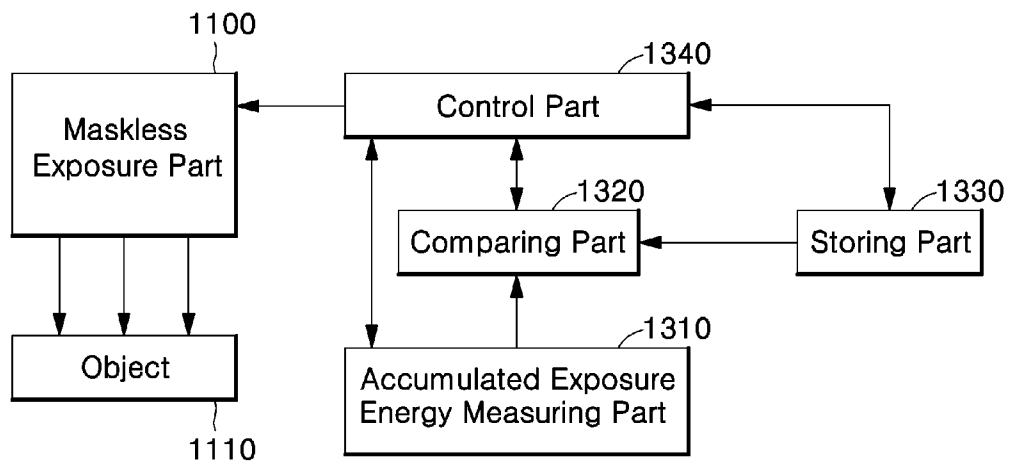 1100
1340
Maskless
Exposure Part
Control Part
1320
1330
Comparing Part
Storing Part
1310
Object
Accumulated Exposure
Energy Measuring Part
1110